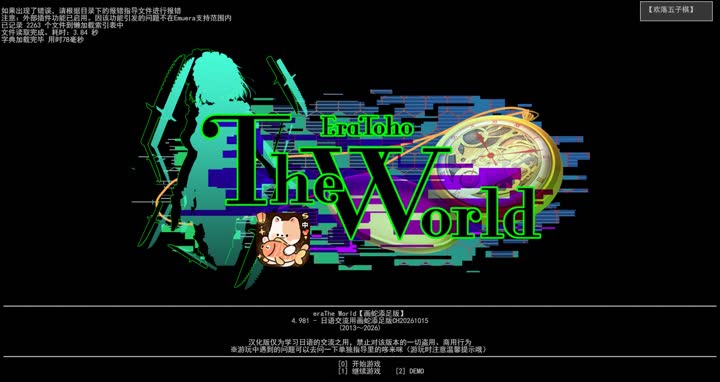 如果出现了错误，请根据目录下的报错指导文件进行报错
注意：外部插件功能已启用，因该功能引发的问题不在Emuera支持范围内
已记录 2263 个文件到懒加载索引表中
文件读取完成，耗时：3.84 秒
字典加载完毕 用时78毫秒
【欢落五子棋】
EraToho
The World
eraThe World【画蛇添足版】
4.981 - 日语交流用画蛇添足版CH20261015
(2013～2026)
汉化版仅为学习日语的交流之用，禁止对该版本的一切盗用、商用行为
※游玩中遇到的问题可以去问一下单独指导里的哆来咪（游玩时注意温馨提示哦）
[0] 开始游戏
[1] 继续游戏 [2] DEMO